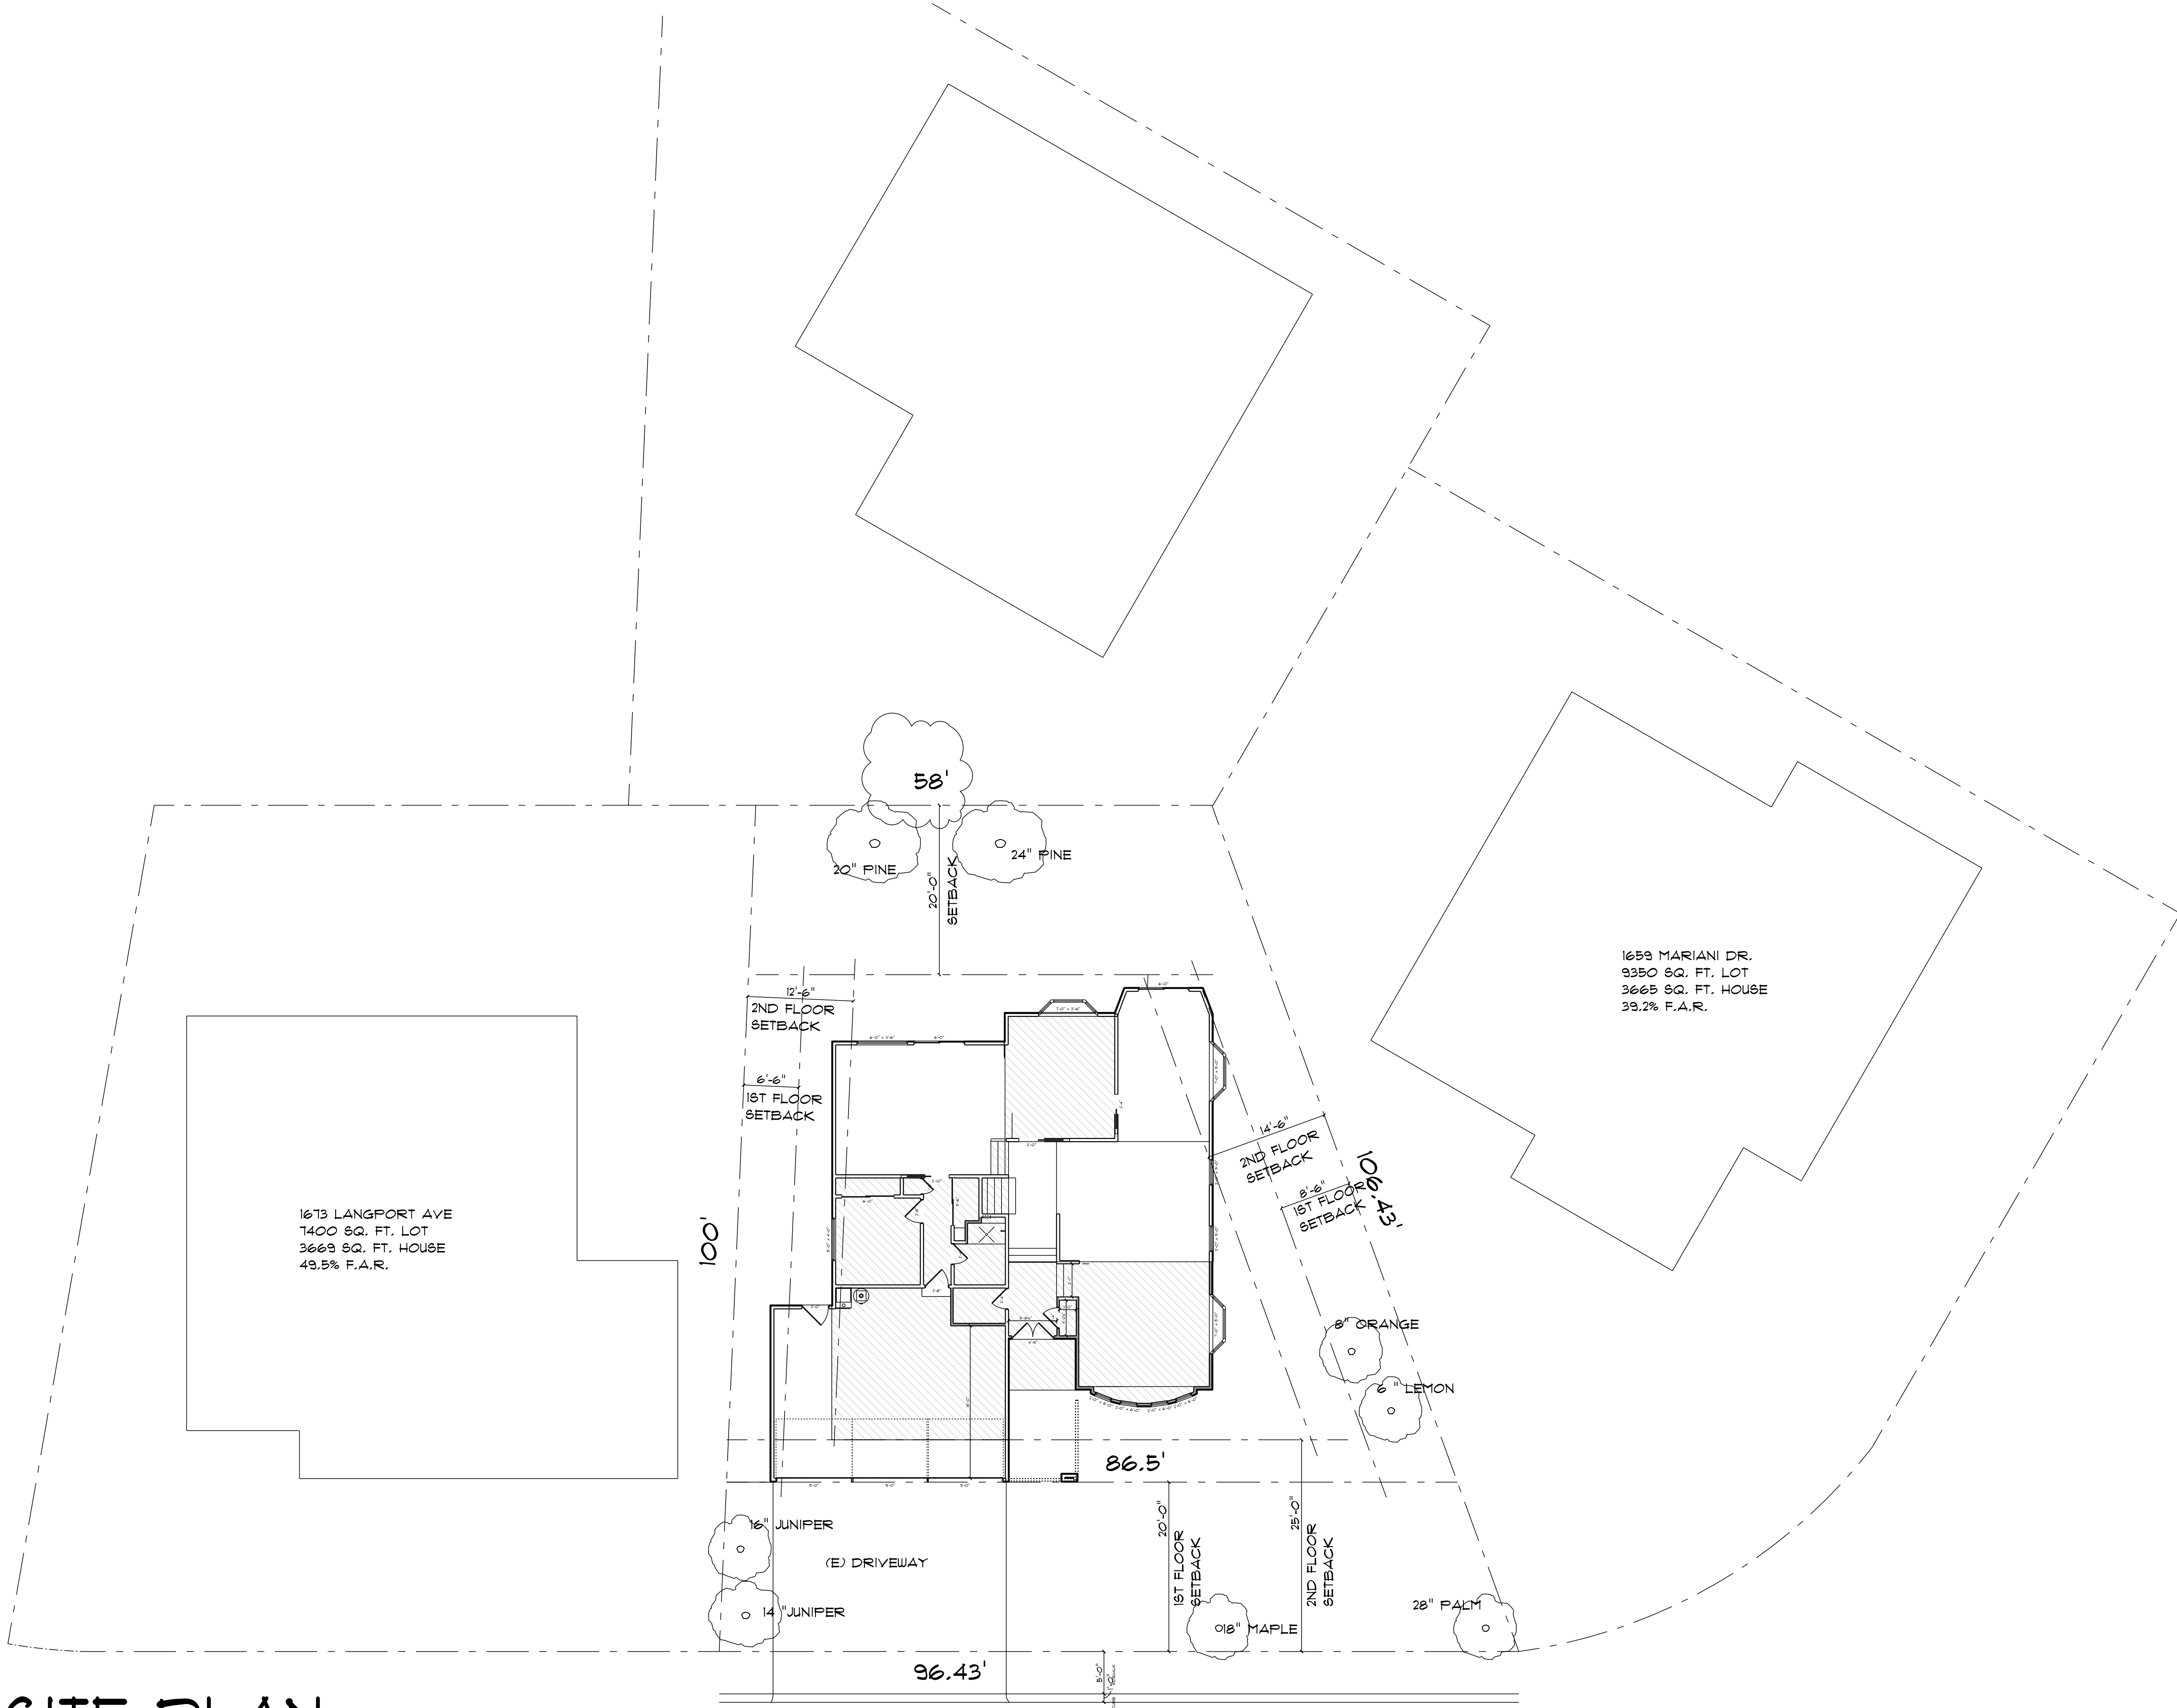 58'
20" PINE
24" PINE
20'-0"
SETBACK
1659 MARIANI DR.
9350 SQ. FT. LOT
3665 SQ. FT. HOUSE
39.2% F.A.R.
12'-6"
2ND FLOOR
SETBACK
6'-6"
1ST FLOOR
SETBACK
14'-6"
2ND FLOOR
SETBACK
8'-6"
1ST FLOOR
SETBACK
106.43'
100'
1673 LANGPORT AVE
7400 SQ. FT. LOT
3669 SQ. FT. HOUSE
49.5% F.A.R.
8" ORANGE
6 " LEMON
86.5'
20'-0"
1ST FLOOR
SETBACK
25'-0"
2ND FLOOR
SETBACK
16" JUNIPER
(E) DRIVEWAY
14 "JUNIPER
18" MAPLE
28" PALM
96.43'
5'-0"
1'-0"
SITE PLAN